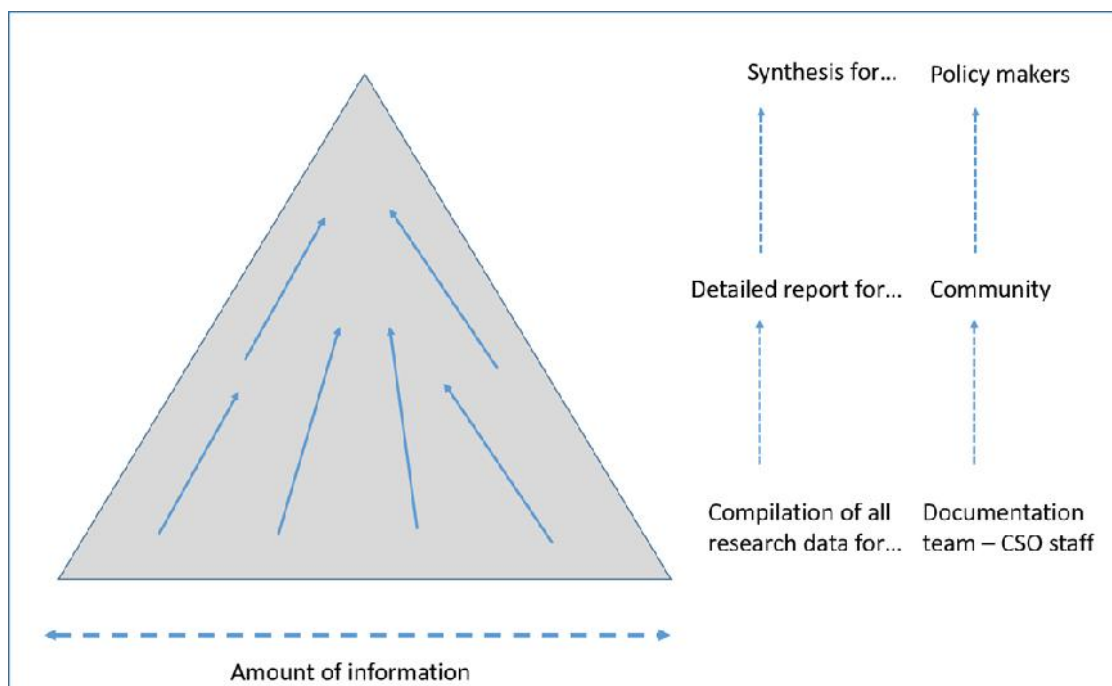 Synthesis for...
Policy makers
Detailed report for...
Community
Compilation of all
research data for...
Documentation
team – CSO staff
Amount of information